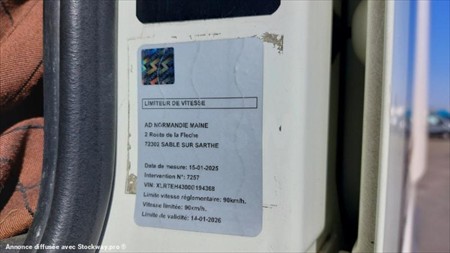 LIMITEUR DE VITESSE
AD NORMANDIE MAINE
2 Route de la Fleche
72300 SABLE SUR SARTHE
Date de mesure: 15-01-2025
Intervention N°: 7257
VIN: XLRTEH4300G184368
Limite vitesse réglementaire: 90km/h.
Vitesse limitée: 90km/h.
Limite de validité: 14-01-2026
Annonce diffusée avec Stockway pro ®